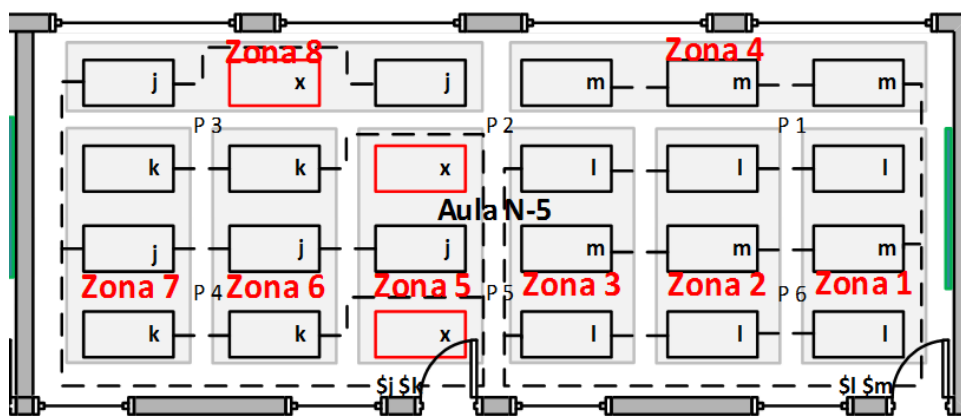 Zona 8
Zona 4
j
x
j
m
m
m
P 3
P 2
P 1
k
k
x
l
l
l
Aula N-5
j
j
j
m
m
m
Zona 7
Zona 6
Zona 5
Zona 3
Zona 2
Zona 1
P 4
P 5
P 6
k
k
x
l
l
l
$j $k
$l $m